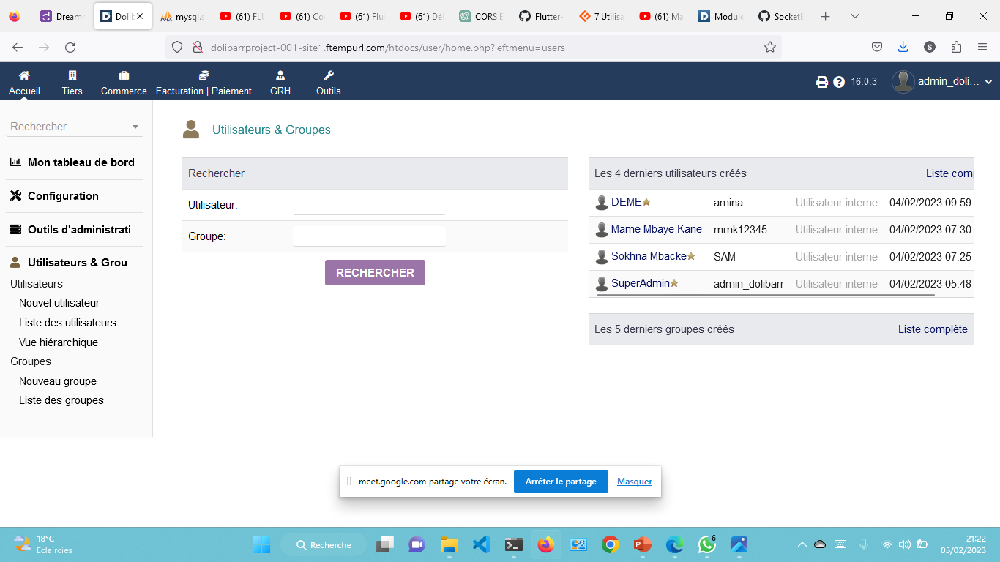 Dreamr
Dolib
mysql.s
(61) FLU
(61) Co
(61) Flu
(61) Dé
CORS E
Flutter-
7 Utilisa
(61) Ma
Module
SocketE
dolibarrproject-001-site1.ftempurl.com/htdocs/user/home.php?leftmenu=users
S
Accueil
Tiers
Commerce
Facturation | Paiement
GRH
Outils
16.0.3
admin_doli...
Rechercher
Mon tableau de bord
Configuration
Outils d'administrati...
Utilisateurs & Grou...
Utilisateurs
Nouvel utilisateur
Liste des utilisateurs
Vue hiérarchique
Groupes
Nouveau groupe
Liste des groupes
Utilisateurs & Groupes
Rechercher
Utilisateur:
Groupe:
RECHERCHER
Les 4 derniers utilisateurs créés Liste com
DEME amina Utilisateur interne 04/02/2023 09:59
Mame Mbaye Kane mmk12345 Utilisateur interne 04/02/2023 07:30
Sokhna Mbacke SAM Utilisateur interne 04/02/2023 07:25
SuperAdmin admin_dolibarr Utilisateur interne 04/02/2023 05:48
Les 5 derniers groupes créés Liste complète
meet.google.com partage votre écran.
Arrêter le partage
Masquer
18°C
Eclaircies
Recherche
6
21:22
05/02/2023